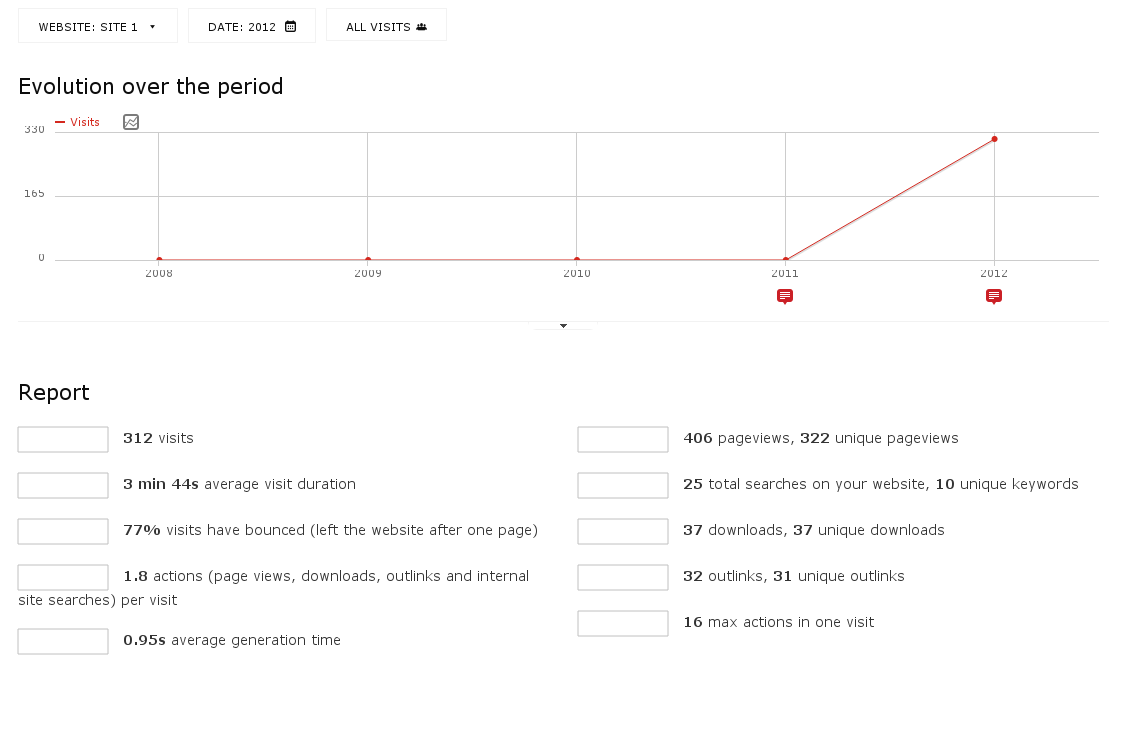 WEBSITE: SITE 1
DATE: 2012
ALL VISITS
Evolution over the period
Visits
330
165
0
2008
2009
2010
2011
2012
Report
312 visits
3 min 44s average visit duration
77% visits have bounced (left the website after one page)
1.8 actions (page views, downloads, outlinks and internal
site searches) per visit
0.95s average generation time
406 pageviews, 322 unique pageviews
25 total searches on your website, 10 unique keywords
37 downloads, 37 unique downloads
32 outlinks, 31 unique outlinks
16 max actions in one visit